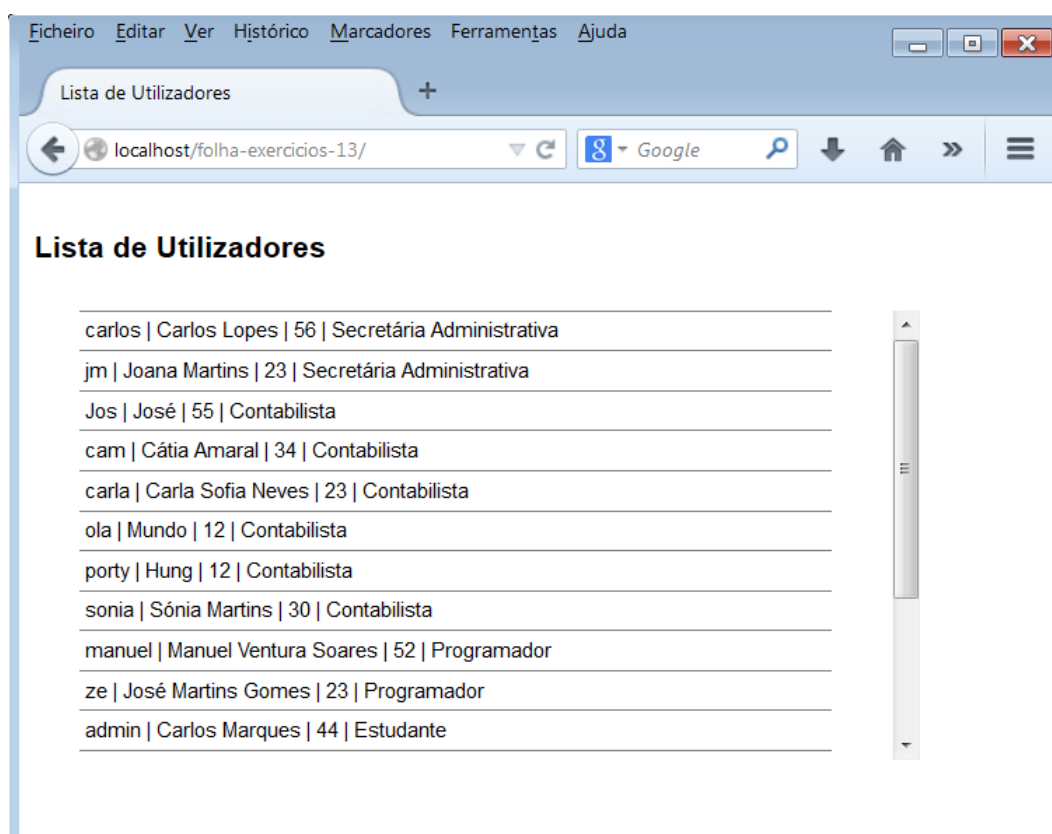 Ficheiro Editar Ver Histórico Marcadores Ferramentas Ajuda
Lista de Utilizadores +
localhost/folha-exercicios-13/ 8 Google »
Lista de Utilizadores
carlos | Carlos Lopes | 56 | Secretária Administrativa
jm | Joana Martins | 23 | Secretária Administrativa
Jos | José | 55 | Contabilista
cam | Cátia Amaral | 34 | Contabilista
carla | Carla Sofia Neves | 23 | Contabilista
ola | Mundo | 12 | Contabilista
porty | Hung | 12 | Contabilista
sonia | Sónia Martins | 30 | Contabilista
manuel | Manuel Ventura Soares | 52 | Programador
ze | José Martins Gomes | 23 | Programador
admin | Carlos Marques | 44 | Estudante